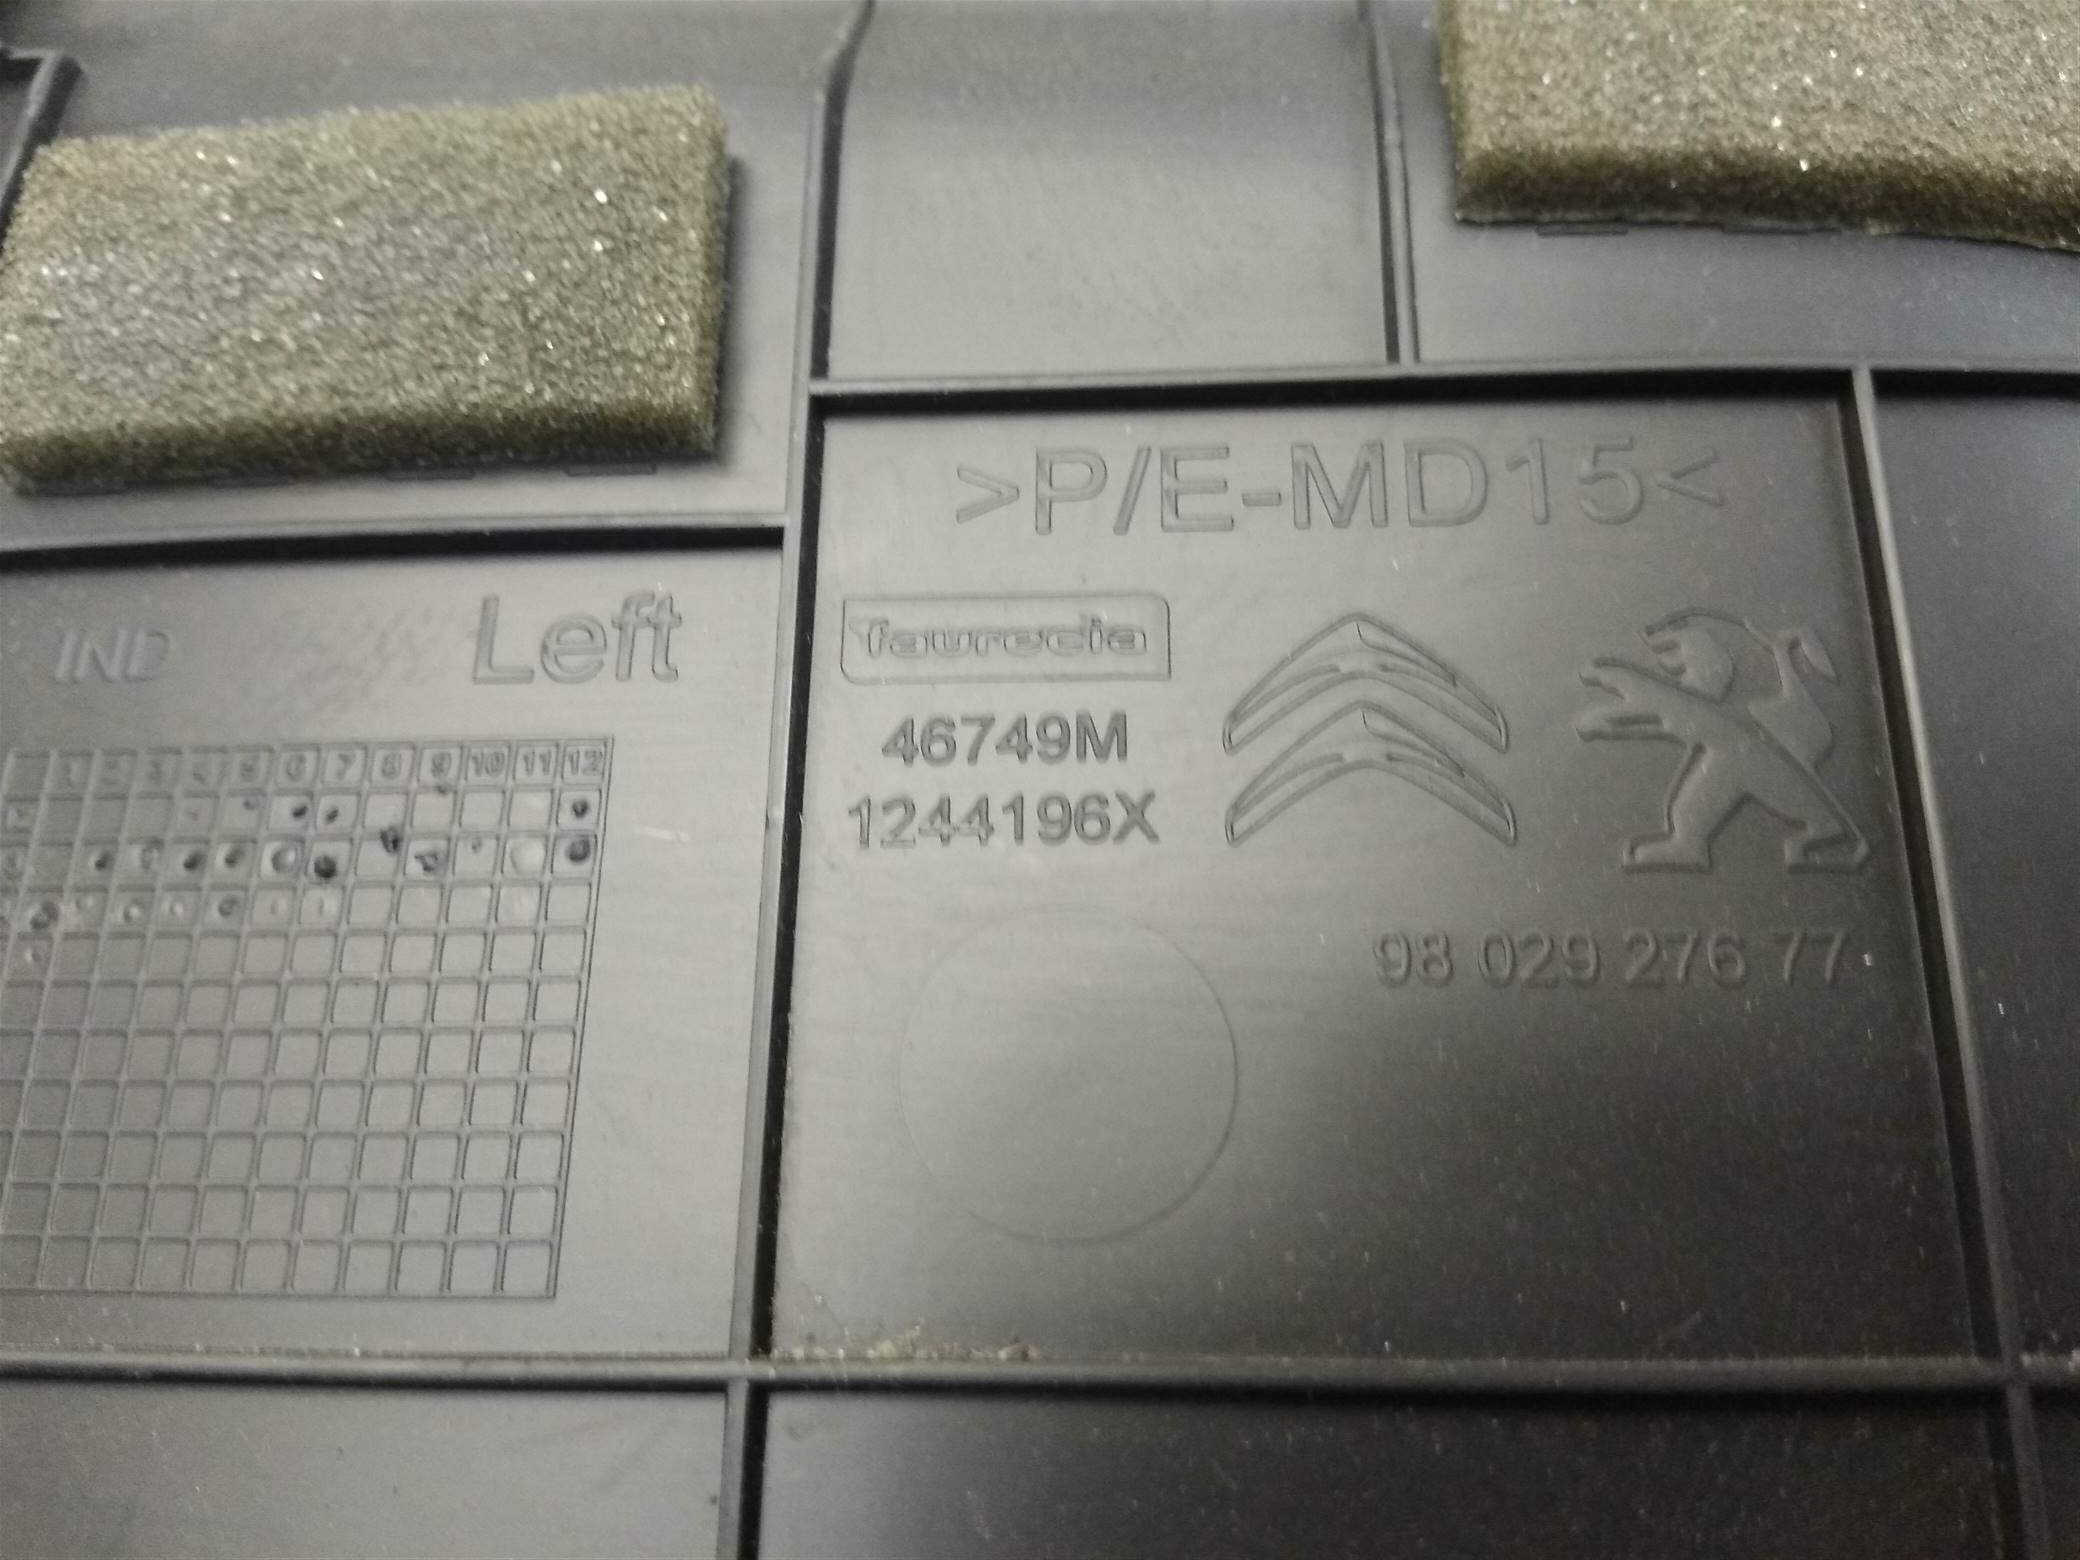 >P/E-MD15<
IND
Left
faurecia
46749M
1244196X
1 2 3 4 5 6 7 8 9 10 11 12
98 029 276 77